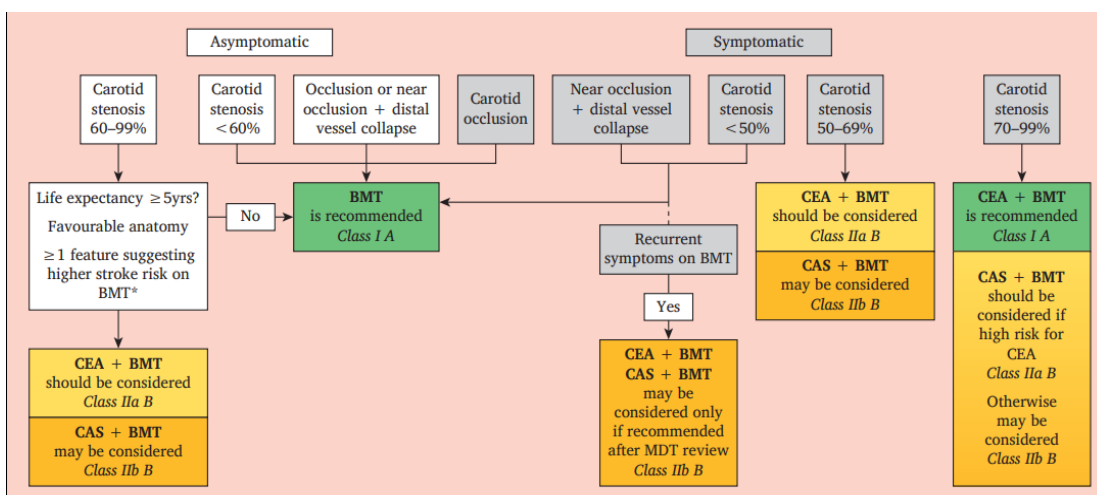 Asymptomatic
Symptomatic
Carotid
stenosis
60–99%
Carotid
stenosis
<60%
Occlusion or near
occlusion + distal
vessel collapse
Carotid
occlusion
Near occlusion
+ distal vessel
collapse
Carotid
stenosis
<50%
Carotid
stenosis
50–69%
Carotid
stenosis
70–99%
Life expectancy ≥5yrs?
Favourable anatomy
≥1 feature suggesting
higher stroke risk on
BMT*
No
BMT
is recommended
Class I A
Recurrent
symptoms on BMT
Yes
CEA + BMT
should be considered
Class IIa B
CAS + BMT
may be considered
Class IIb B
CEA + BMT
CAS + BMT
may be
considered only
if recommended
after MDT review
Class IIb B
CEA + BMT
should be considered
Class IIa B
CAS + BMT
may be considered
Class IIb B
CEA + BMT
is recommended
Class I A
CAS + BMT
should be
considered if
high risk for
CEA
Class IIa B
Otherwise
may be
considered
Class IIb B